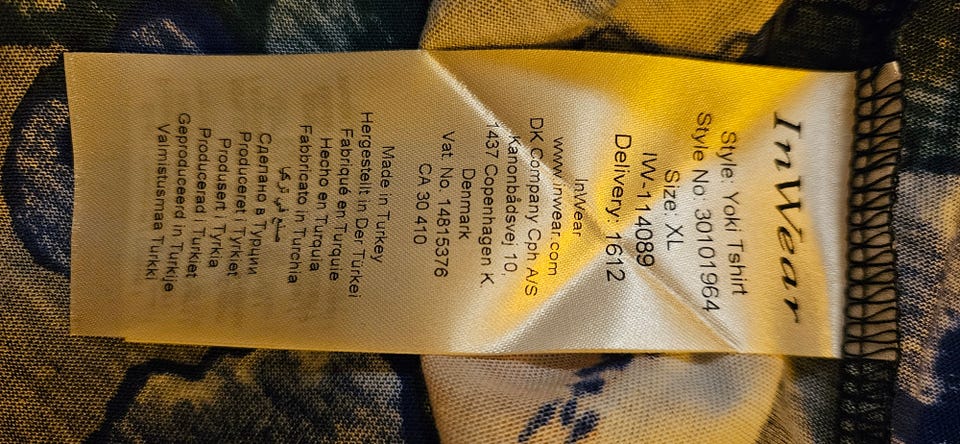 InWear
Style: Yoki Tshirt
Style No: 30101964
Size: XL
IW-1114089
Delivery: 1612
InWear
www.inwear.com
DK Company Cph A/S
Kanonbådsvej 10,
1437 Copenhagen K
Denmark
Vat. No. 14815376
CA 30 410
Made in Turkey
Hergestellt in Der Türkei
Fabriqué en Turquie
Hecho en Turquia
Fabbricato in Turchia
صنع في تركيا
Сделано в Турции
Produceret i Tyrkiet
Produsert i Tyrkia
Producerad i Turkiet
Geproduceerd in Turkije
Valmistusmaa Turkki